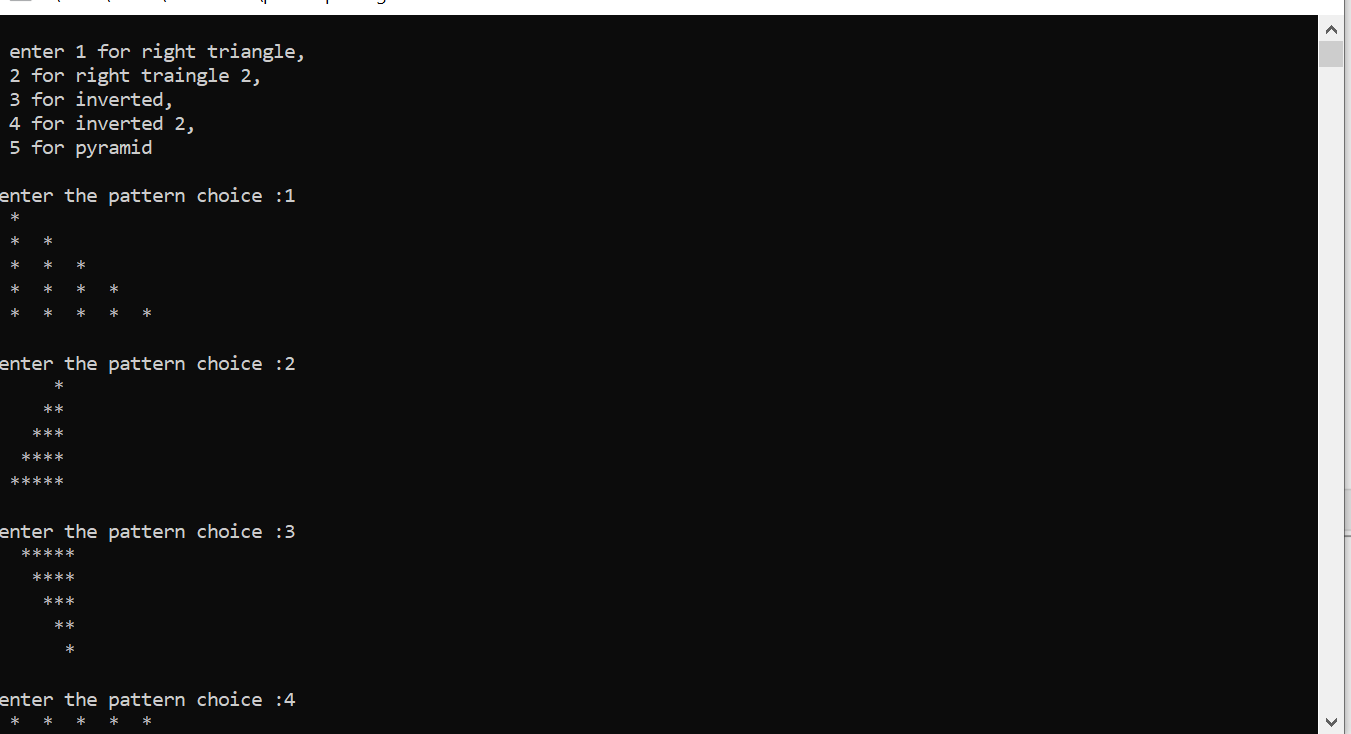 enter 1 for right triangle,
2 for right traingle 2,
3 for inverted,
4 for inverted 2,
5 for pyramid
enter the pattern choice :1
*
*  *
*  *  *
*  *  *  *
*  *  *  *  *
enter the pattern choice :2
     *
    **
   ***
  ****
 *****
enter the pattern choice :3
  *****
   ****
    ***
     **
      *
enter the pattern choice :4
*  *  *  *  *